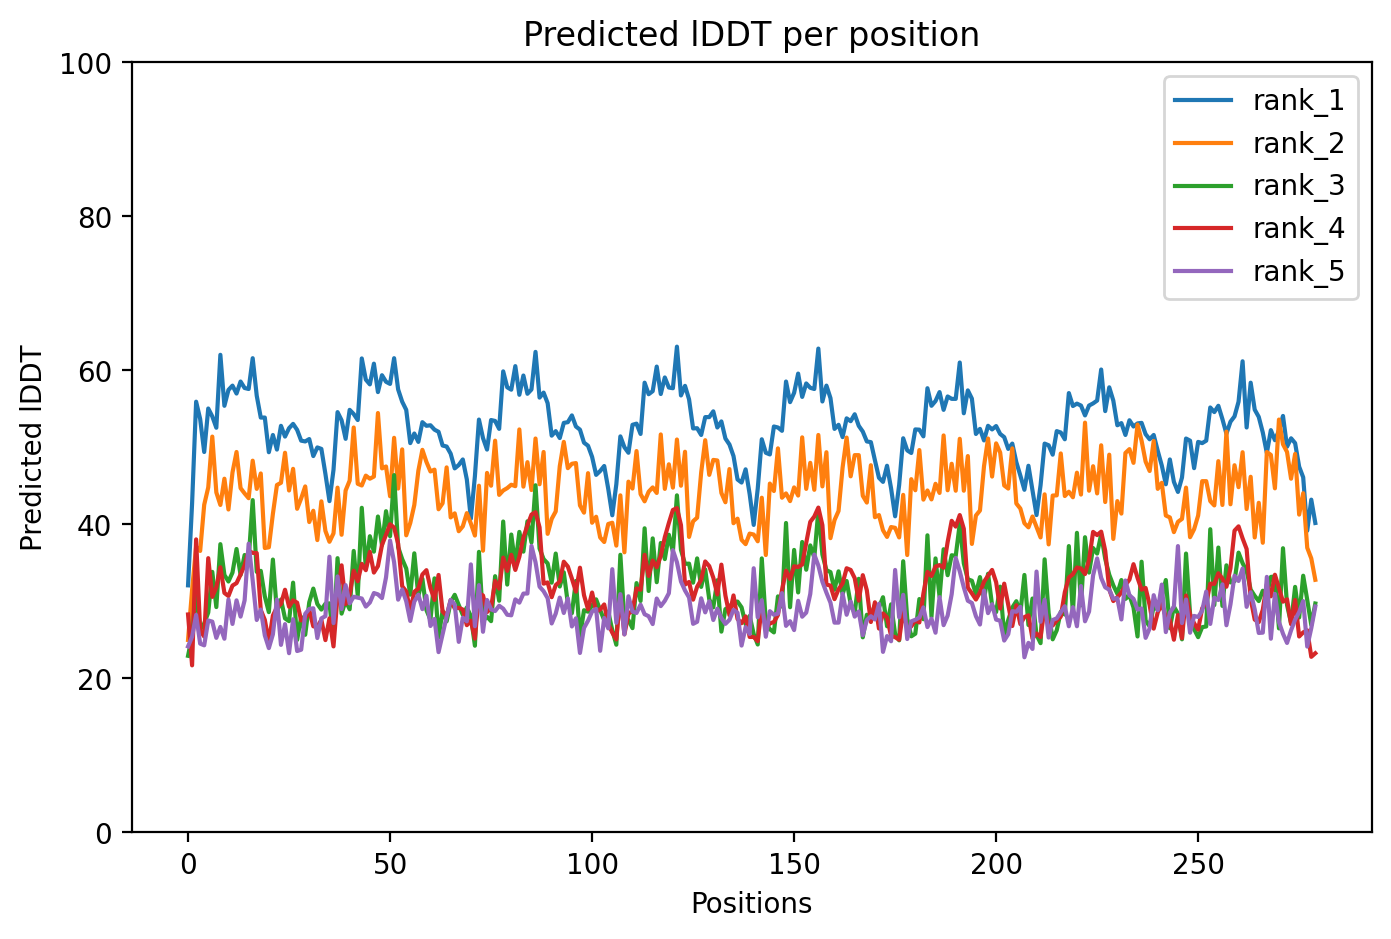 Predicted lDDT per position
Predicted lDDT
100
80
60
40
20
0
rank_1
rank_2
rank_3
rank_4
rank_5
0 50 100 150 200 250
Positions